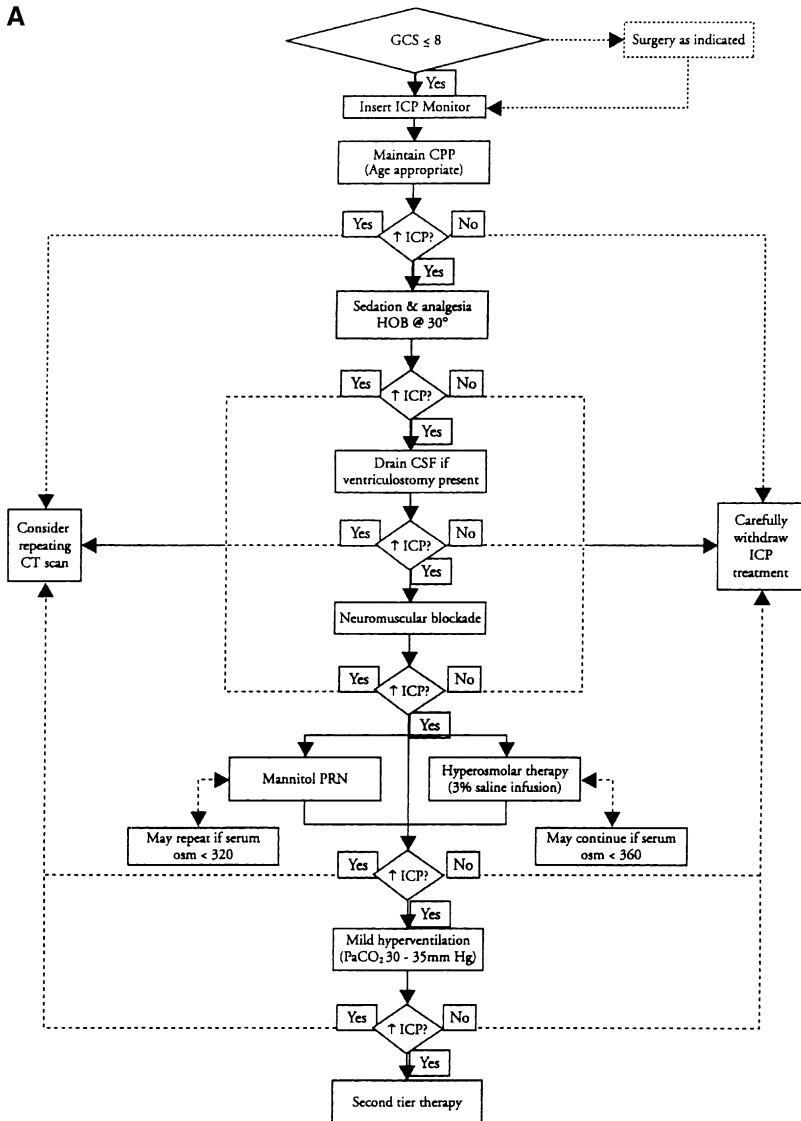 A
GCS ≤ 8
Surgery as indicated
Yes
Insert ICP Monitor
Maintain CPP
(Age appropriate)
Yes
No
↑ ICP?
Yes
Sedation & analgesia
HOB @ 30°
Yes
No
↑ ICP?
Yes
Drain CSF if
ventriculostomy present
Consider
repeating
CT scan
Yes
No
↑ ICP?
Carefully
withdraw
ICP
treatment
Yes
Neuromuscular blockade
Yes
No
↑ ICP?
Yes
Mannitol PRN
Hyperosmolar therapy
(3% saline infusion)
May repeat if serum
osm < 320
May continue if serum
osm < 360
Yes
No
↑ ICP?
Yes
Mild hyperventilation
(PaCO₂ 30 - 35mm Hg)
Yes
No
↑ ICP?
Yes
Second tier therapy